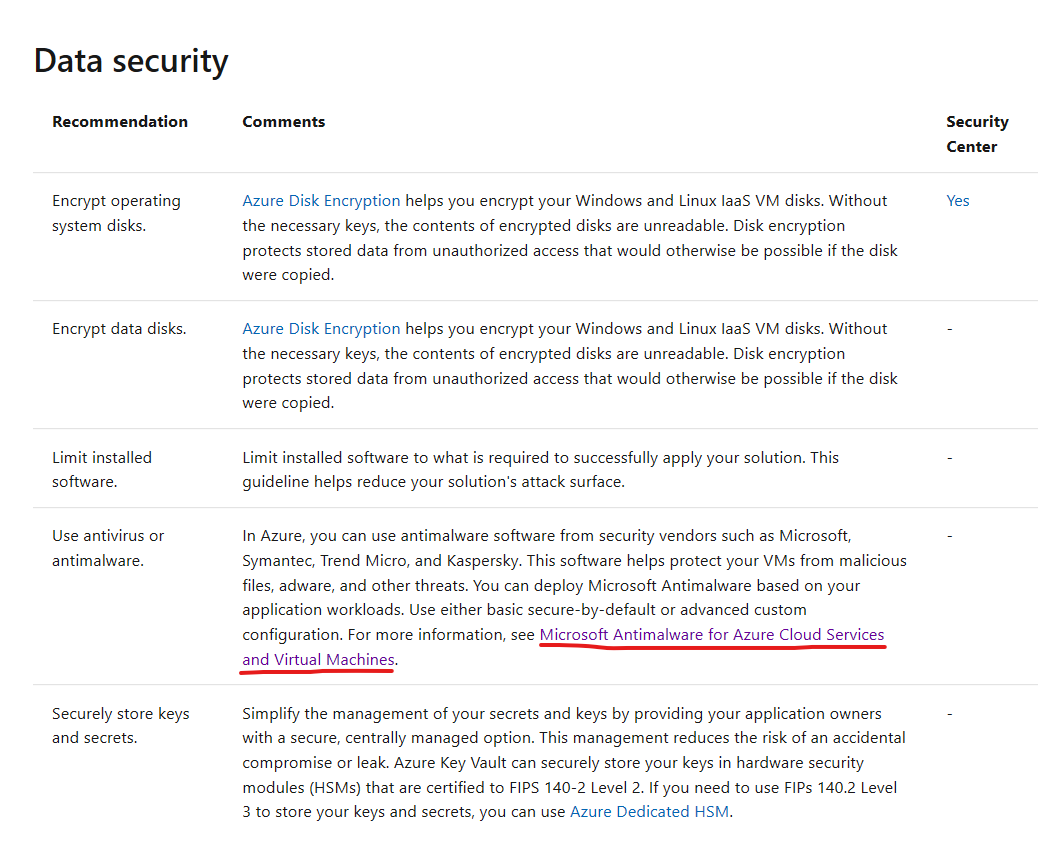 Data security
Recommendation
Comments
Security
Center
Encrypt operating
system disks.
Azure Disk Encryption helps you encrypt your Windows and Linux IaaS VM disks. Without
the necessary keys, the contents of encrypted disks are unreadable. Disk encryption
protects stored data from unauthorized access that would otherwise be possible if the disk
were copied.
Yes
Encrypt data disks.
Azure Disk Encryption helps you encrypt your Windows and Linux IaaS VM disks. Without
the necessary keys, the contents of encrypted disks are unreadable. Disk encryption
protects stored data from unauthorized access that would otherwise be possible if the disk
were copied.
-
Limit installed
software.
Limit installed software to what is required to successfully apply your solution. This
guideline helps reduce your solution's attack surface.
-
Use antivirus or
antimalware.
In Azure, you can use antimalware software from security vendors such as Microsoft,
Symantec, Trend Micro, and Kaspersky. This software helps protect your VMs from malicious
files, adware, and other threats. You can deploy Microsoft Antimalware based on your
application workloads. Use either basic secure-by-default or advanced custom
configuration. For more information, see Microsoft Antimalware for Azure Cloud Services
and Virtual Machines.
-
Securely store keys
and secrets.
Simplify the management of your secrets and keys by providing your application owners
with a secure, centrally managed option. This management reduces the risk of an accidental
compromise or leak. Azure Key Vault can securely store your keys in hardware security
modules (HSMs) that are certified to FIPS 140-2 Level 2. If you need to use FIPs 140.2 Level
3 to store your keys and secrets, you can use Azure Dedicated HSM.
-